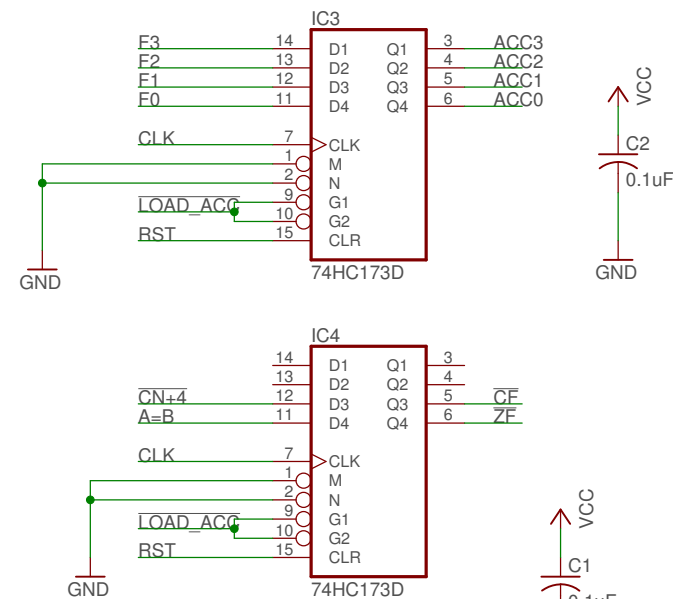 IC3
F3 14 D1 Q1 3 ACC3
F2 13 D2 Q2 4 ACC2
F1 12 D3 Q3 5 ACC1
F0 11 D4 Q4 6 ACC0
CLK 7 CLK
1 M
2 N
LOAD_ACC 9 G1
10 G2
RST 15 CLR
74HC173D
GND
VCC
C2
0.1uF
GND
IC4
14 D1 Q1 3
13 D2 Q2 4
CN+4 12 D3 Q3 5 CF
A=B 11 D4 Q4 6 ZF
CLK 7 CLK
1 M
2 N
LOAD_ACC 9 G1
10 G2
RST 15 CLR
74HC173D
GND
VCC
C1
0.1uF